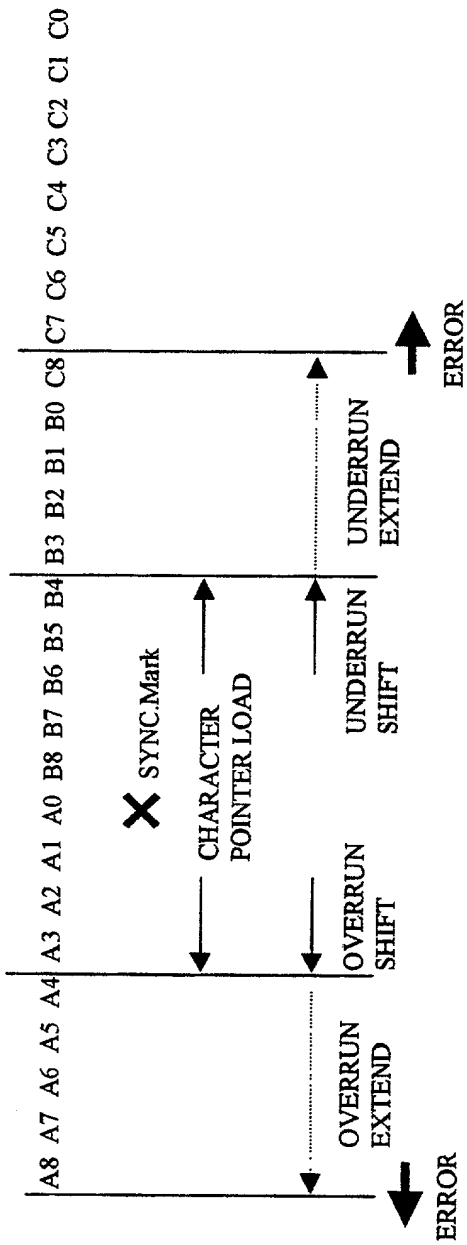 A8 A7 A6 A5 A4 A3 A2 A1 A0 B8 B7 B6 B5 B4 B3 B2 B1 B0 C8 C7 C6 C5 C4 C3 C2 C1 C0
SYNC.Mark
CHARACTER
POINTER LOAD
OVERRUN
EXTEND
OVERRUN
SHIFT
UNDERRUN
SHIFT
UNDERRUN
EXTEND
ERROR
ERROR